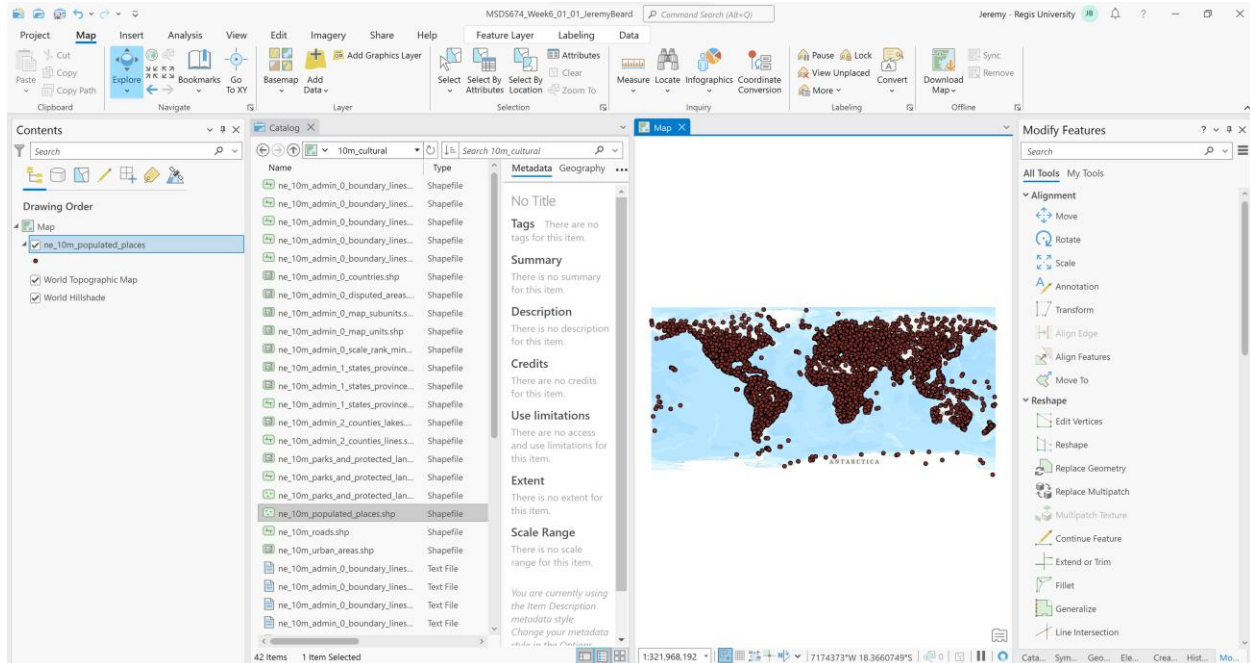 MSDS674_Week6_01_01_JeremyBeard
Command Search (Alt+Q)
Jeremy - Regis University
JB
?
Project Map Insert Analysis View Edit Imagery Share Help Feature Layer Labeling Data
Cut
Copy
Copy Path
Paste
Clipboard
Explore
Bookmarks
Go To XY
Navigate
Basemap
Add Data
Add Graphics Layer
Layer
Select
Select By Attributes
Select By Location
Attributes
Clear
Zoom To
Selection
Measure
Locate
Infographics
Coordinate Conversion
Inquiry
Pause
Lock
View Unplaced
More
Convert
Labeling
Download Map
Sync
Remove
Offline
Contents
Search
Drawing Order
Map
ne_10m_populated_places
World Topographic Map
World Hillshade
Catalog
10m_cultural
Search 10m_cultural
Name Type
ne_10m_admin_0_boundary_lines... Shapefile
ne_10m_admin_0_boundary_lines... Shapefile
ne_10m_admin_0_boundary_lines... Shapefile
ne_10m_admin_0_boundary_lines... Shapefile
ne_10m_admin_0_boundary_lines... Shapefile
ne_10m_admin_0_countries.shp Shapefile
ne_10m_admin_0_disputed_areas.... Shapefile
ne_10m_admin_0_map_subunits.s... Shapefile
ne_10m_admin_0_map_units.shp Shapefile
ne_10m_admin_0_scale_rank_min... Shapefile
ne_10m_admin_1_states_province... Shapefile
ne_10m_admin_1_states_province... Shapefile
ne_10m_admin_1_states_province... Shapefile
ne_10m_admin_2_counties_lakes.... Shapefile
ne_10m_admin_2_counties_lines.s... Shapefile
ne_10m_parks_and_protected_lan... Shapefile
ne_10m_parks_and_protected_lan... Shapefile
ne_10m_parks_and_protected_lan... Shapefile
ne_10m_populated_places.shp Shapefile
ne_10m_roads.shp Shapefile
ne_10m_urban_areas.shp Shapefile
ne_10m_admin_0_boundary_lines... Text File
ne_10m_admin_0_boundary_lines... Text File
ne_10m_admin_0_boundary_lines... Text File
ne_10m_admin_0_boundary_lines... Text File
42 Items 1 Item Selected
Metadata Geography
No Title
Tags There are no
tags for this item.
Summary
There is no summary
for this item.
Description
There is no description
for this item.
Credits
There are no credits
for this item.
Use limitations
There are no access
and use limitations for
this item.
Extent
There is no extent for
this item.
Scale Range
There is no scale
range for this item.
You are currently using
the Item Description
metadata style.
Change your metadata
style in the Options
Map
ANTARCTICA
1:321,968,192
7174373°W 18.3660749°S
0
Modify Features
?
Search
All Tools My Tools
Alignment
Move
Rotate
Scale
Annotation
Transform
Align Edge
Align Features
Move To
Reshape
Edit Vertices
Reshape
Replace Geometry
Replace Multipatch
Multipatch Texture
Continue Feature
Extend or Trim
Fillet
Generalize
Line Intersection
Cata... Sym... Geo... Ele... Crea... Hist... Mo...